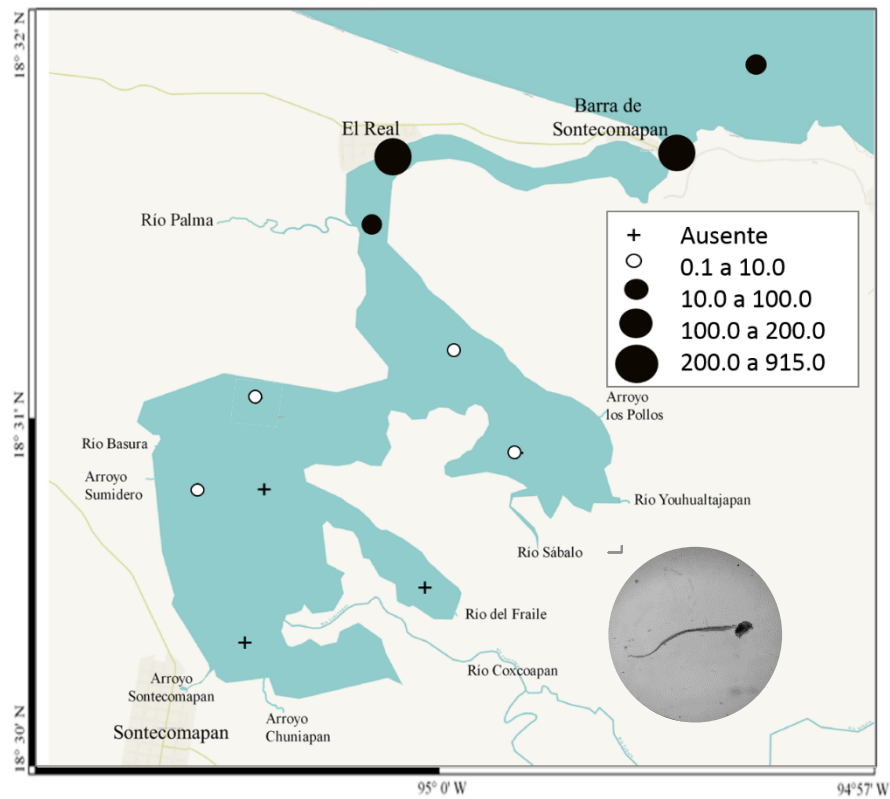 18° 32' N
Barra de
Sontecomapan
El Real
Río Palma
Ausente
0.1 a 10.0
10.0 a 100.0
100.0 a 200.0
200.0 a 915.0
Arroyo
los Pollos
18° 31' N
Río Basura
Arroyo
Sumidero
Río Youhualtajapan
Río Sábalo
Río del Fraile
Río Coxcoapan
Arroyo
Sontecomapan
Arroyo
Chuniapan
Sontecomapan
18° 30' N
95° 0' W
94° 57' W